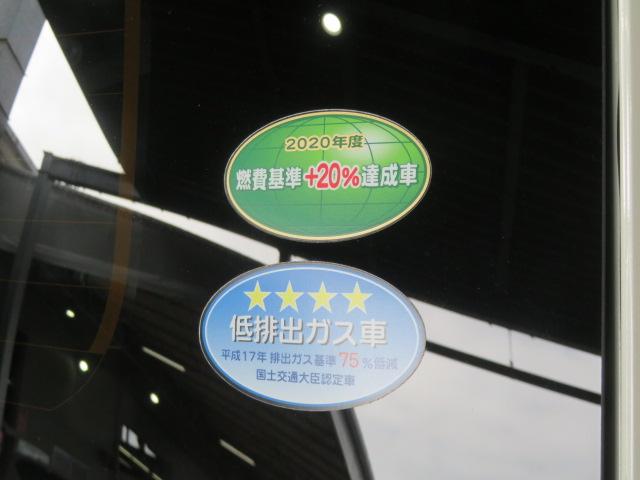 2020年度
燃費基準+20%達成車
★★★★
低排出ガス車
平成17年 排出ガス基準 75 %低減
国土交通大臣認定車